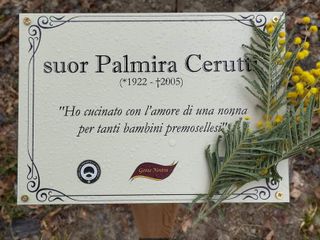 suor Palmira Cerutti
(*1922 - †2005)
"Ho cucinato con l'amore di una nonna
per tanti bambini premosellesi"